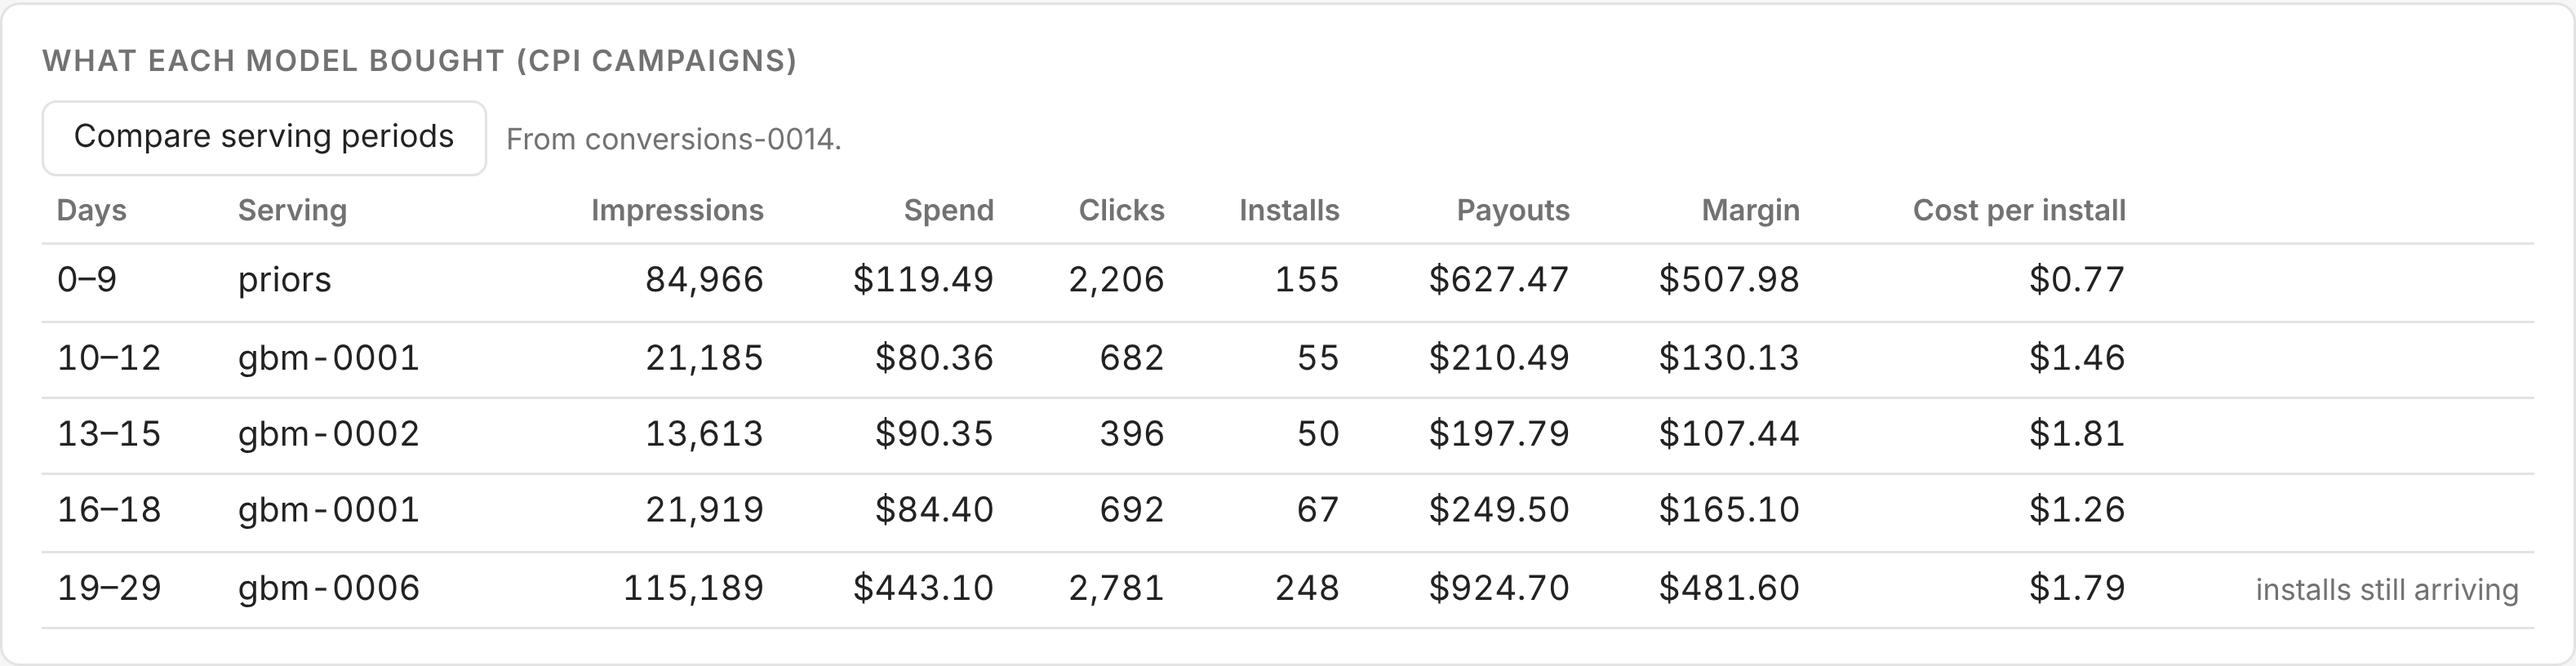 WHAT EACH MODEL BOUGHT (CPI CAMPAIGNS)
Compare serving periods From conversions-0014.
Days Serving Impressions Spend Clicks Installs Payouts Margin Cost per install
0–9 priors 84,966 $119.49 2,206 155 $627.47 $507.98 $0.77
10–12 gbm-0001 21,185 $80.36 682 55 $210.49 $130.13 $1.46
13–15 gbm-0002 13,613 $90.35 396 50 $197.79 $107.44 $1.81
16–18 gbm-0001 21,919 $84.40 692 67 $249.50 $165.10 $1.26
19–29 gbm-0006 115,189 $443.10 2,781 248 $924.70 $481.60 $1.79 installs still arriving